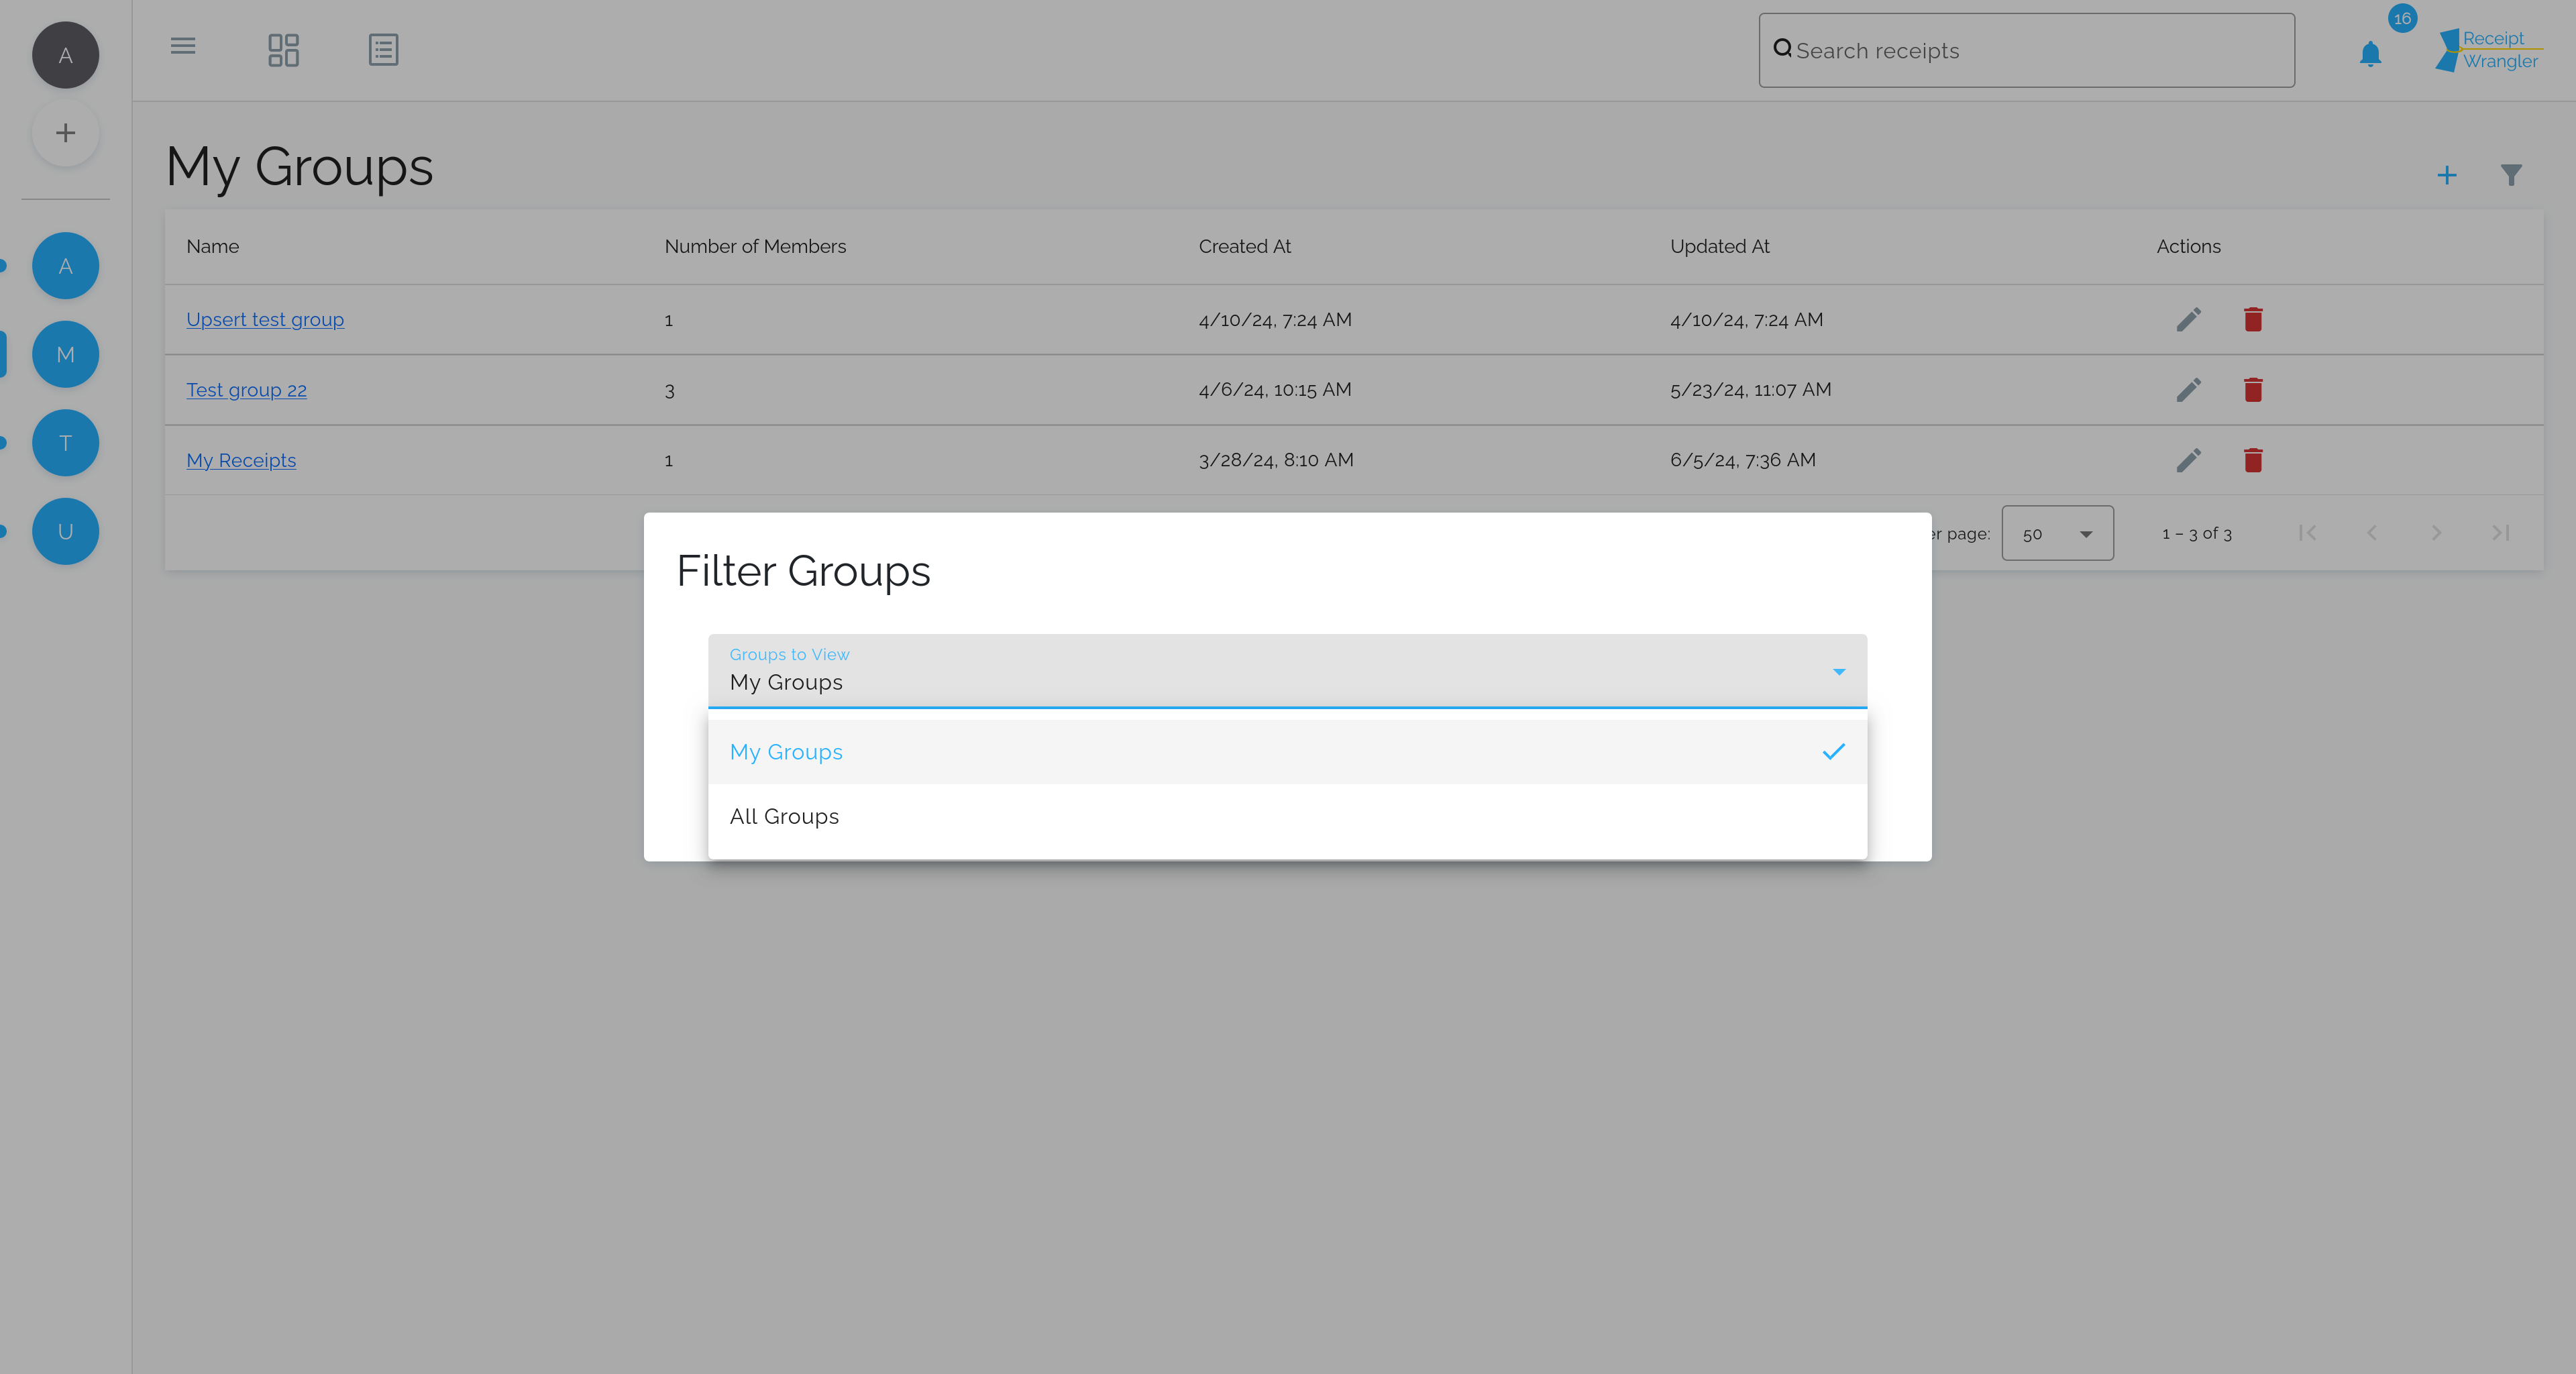 A
Search receipts
16
Receipt
Wrangler
My Groups
Name Number of Members Created At Updated At Actions
A
Upsert test group 1 4/10/24, 7:24 AM 4/10/24, 7:24 AM
M
Test group 22 3 4/6/24, 10:15 AM 5/23/24, 11:07 AM
T
My Receipts 1 3/28/24, 8:10 AM 6/5/24, 7:36 AM
U
page: 50 1 – 3 of 3
Filter Groups
Groups to View
My Groups
My Groups
All Groups